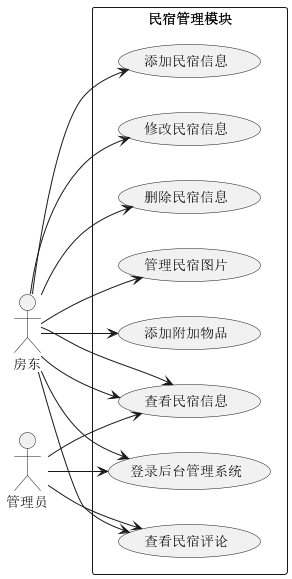 民宿管理模块
添加民宿信息
修改民宿信息
删除民宿信息
管理民宿图片
添加附加物品
房东
查看民宿信息
登录后台管理系统
管理员
查看民宿评论